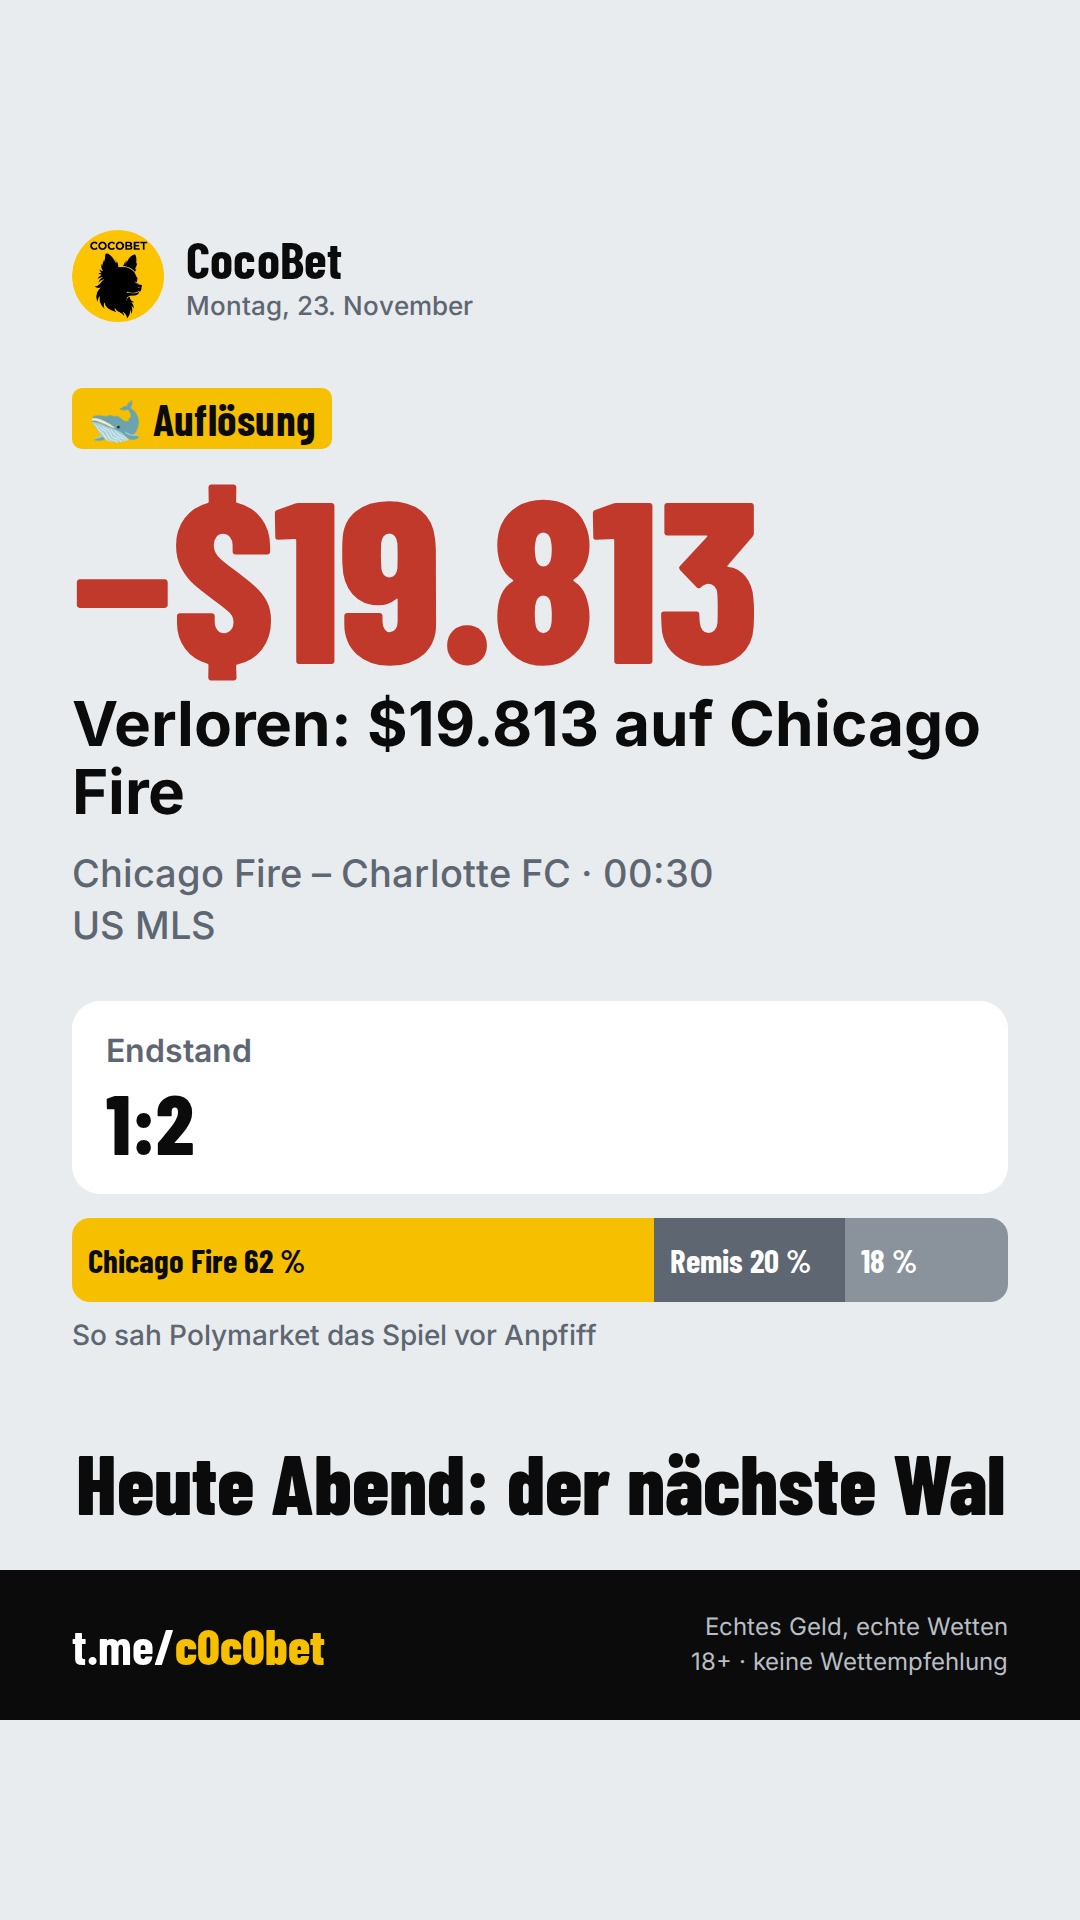 COCOBET
CocoBet
Montag, 23. November
🐳 Auflösung
–$19.813
Verloren: $19.813 auf Chicago
Fire
Chicago Fire – Charlotte FC · 00:30
US MLS
Endstand
1:2
Chicago Fire 62 % Remis 20 % 18 %
So sah Polymarket das Spiel vor Anpfiff
Heute Abend: der nächste Wal
t.me/c0c0bet
Echtes Geld, echte Wetten
18+ · keine Wettempfehlung